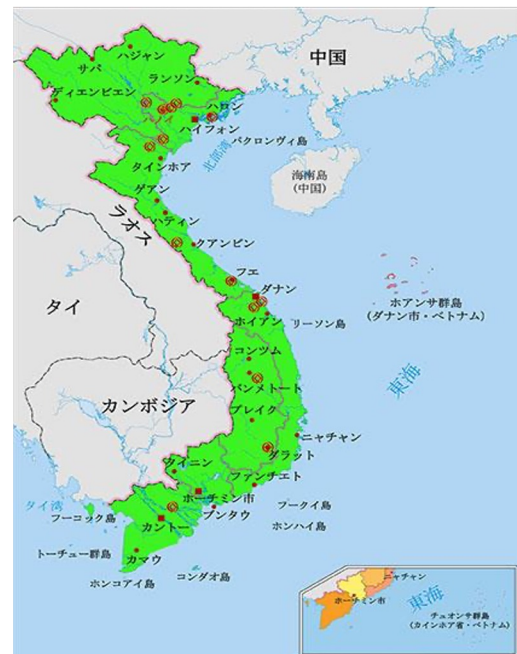 中国
ハジャン
サパ
ランソン
ディエンビエン
ハロン
ハノイ
ハイフォン
バクロンヴィ島
北部湾
タインホア
海南島
(中国)
ゲアン
ラオス
ハティン
クアンビン
フエ
ダナン
ホアンサ群島
(ダナン市・ベトナム)
タイ
ホイアン
リーソン島
コンツム
東海
バンメトート
カンボジア
プレイク
ニャチャン
ダラット
タイニン
ファンチエト
ホーチミン市
タイ湾
フーコック島
ブンタウ
フークイ島
カントー
ホンハイ島
トーチュー群島
カマウ
コンダオ島
ホンコアイ島
ニャチャン
ホーチミン市
東海
チュオンサ群島
(カインホア省・ベトナム)